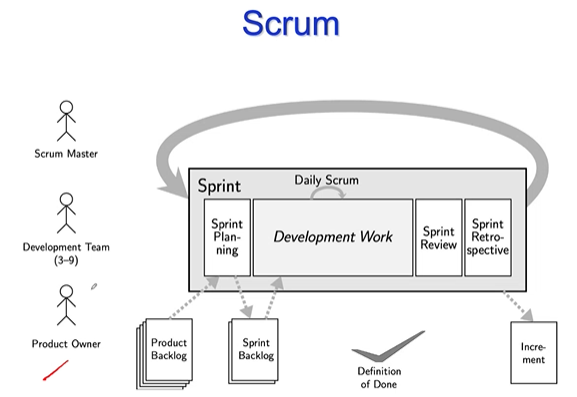 Scrum
Scrum Master
Development Team
(3–9)
Product Owner
Sprint
Daily Scrum
Sprint
Plan-
ning
Development Work
Sprint
Review
Sprint
Retro-
spective
Product
Backlog
Sprint
Backlog
Definition
of Done
Incre-
ment